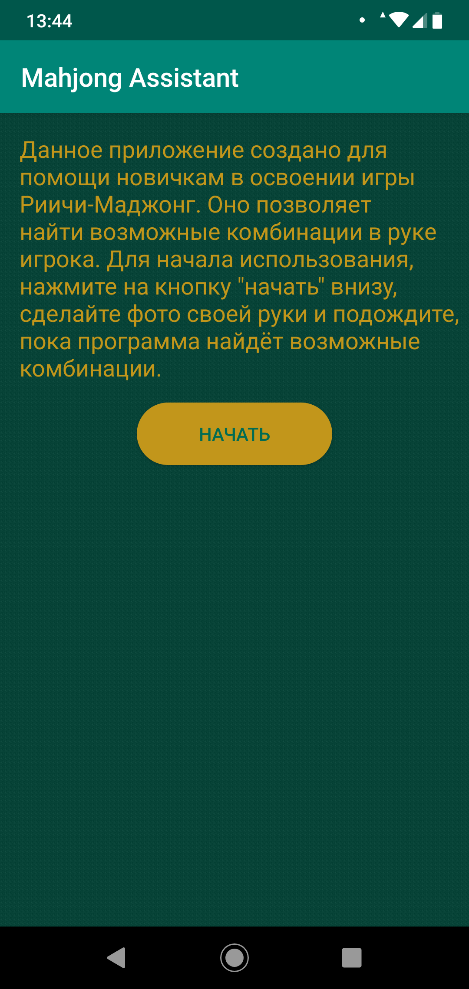 13:44
Mahjong Assistant
Данное приложение создано для
помощи новичкам в освоении игры
Риичи-Маджонг. Оно позволяет
найти возможные комбинации в руке
игрока. Для начала использования,
нажмите на кнопку "начать" внизу,
сделайте фото своей руки и подождите,
пока программа найдёт возможные
комбинации.
НАЧАТЬ